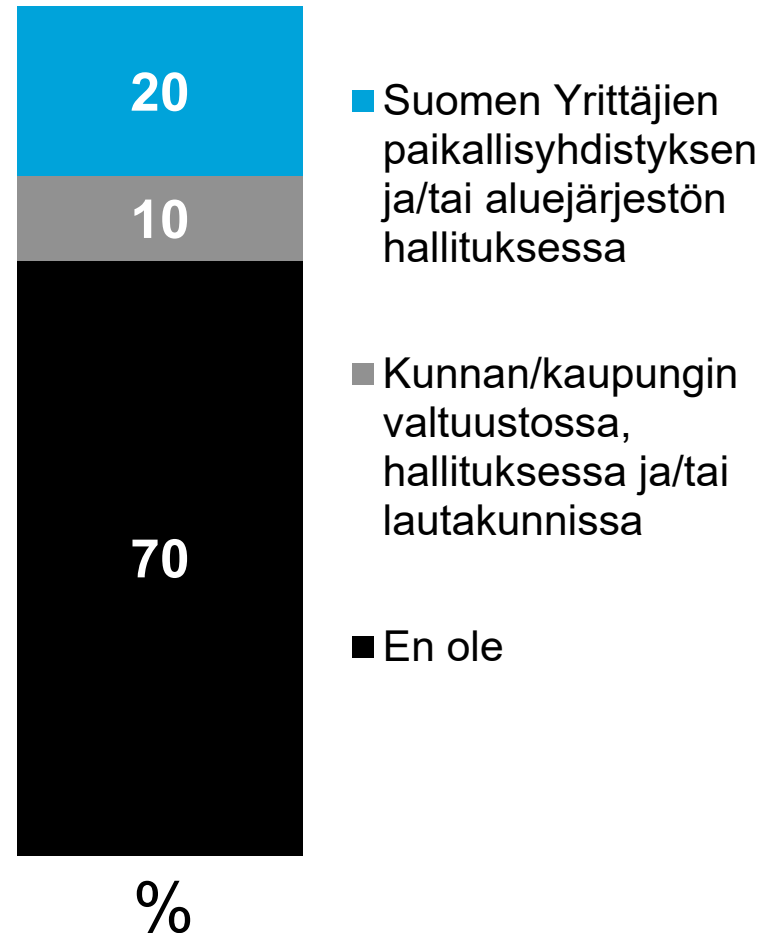 20
10
70
%
Suomen Yrittäjien
paikallisyhdistyksen
ja/tai aluejärjestön
hallituksessa
Kunnan/kaupungin
valtuustossa,
hallituksessa ja/tai
lautakunnissa
En ole